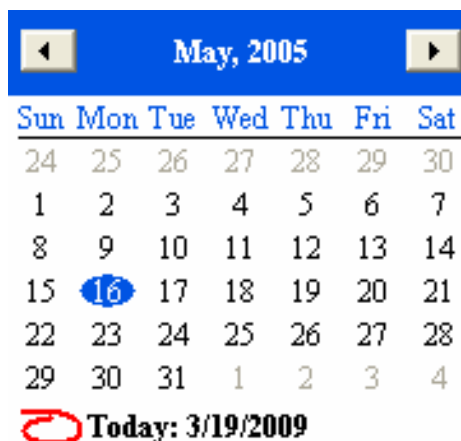 May, 2005
Sun Mon Tue Wed Thu Fri Sat
24 25 26 27 28 29 30
1 2 3 4 5 6 7
8 9 10 11 12 13 14
15 16 17 18 19 20 21
22 23 24 25 26 27 28
29 30 31 1 2 3 4
Today: 3/19/2009